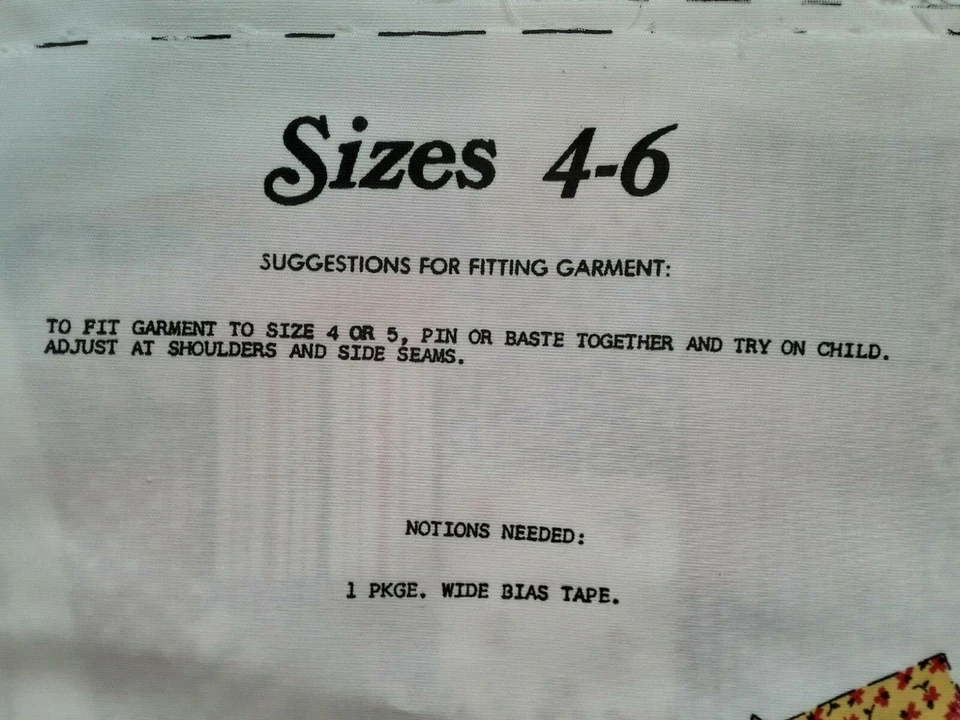 Sizes 4-6
SUGGESTIONS FOR FITTING GARMENT:
TO FIT GARMENT TO SIZE 4 OR 5, PIN OR BASTE TOGETHER AND TRY ON CHILD.
ADJUST AT SHOULDERS AND SIDE SEAMS.
NOTIONS NEEDED:
1 PKGE. WIDE BIAS TAPE.